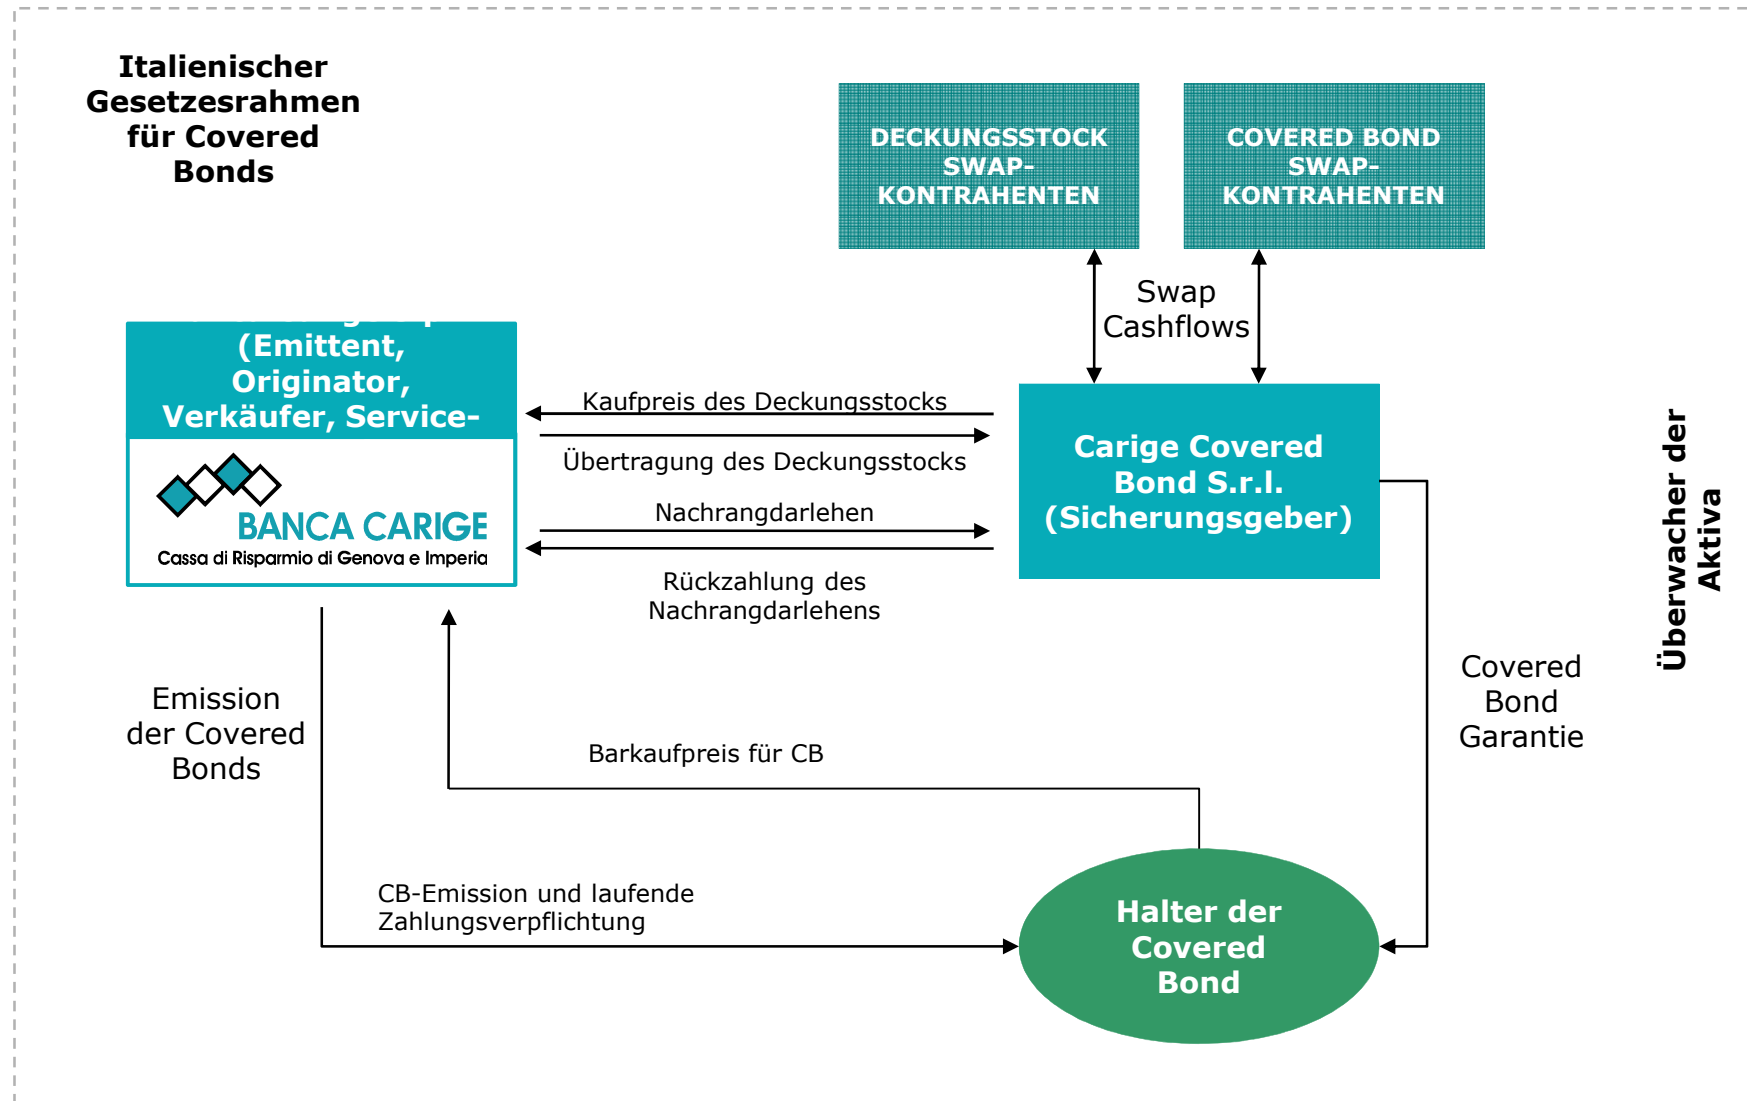 Italienischer
Gesetzesrahmen
für Covered
Bonds
DECKUNGSSTOCK
SWAP-
KONTRAHENTEN
COVERED BOND
SWAP-
KONTRAHENTEN
Swap
Cashflows
(Emittent,
Originator,
Verkäufer, Service-
BANCA CARIGE
Cassa di Risparmio di Genova e Imperia
Kaufpreis des Deckungsstocks
Übertragung des Deckungsstocks
Nachrangdarlehen
Rückzahlung des
Nachrangdarlehens
Carige Covered
Bond S.r.l.
(Sicherungsgeber)
Überwacher der
Aktiva
Covered
Bond
Garantie
Emission
der Covered
Bonds
Barkaufpreis für CB
CB-Emission und laufende
Zahlungsverpflichtung
Halter der
Covered
Bond